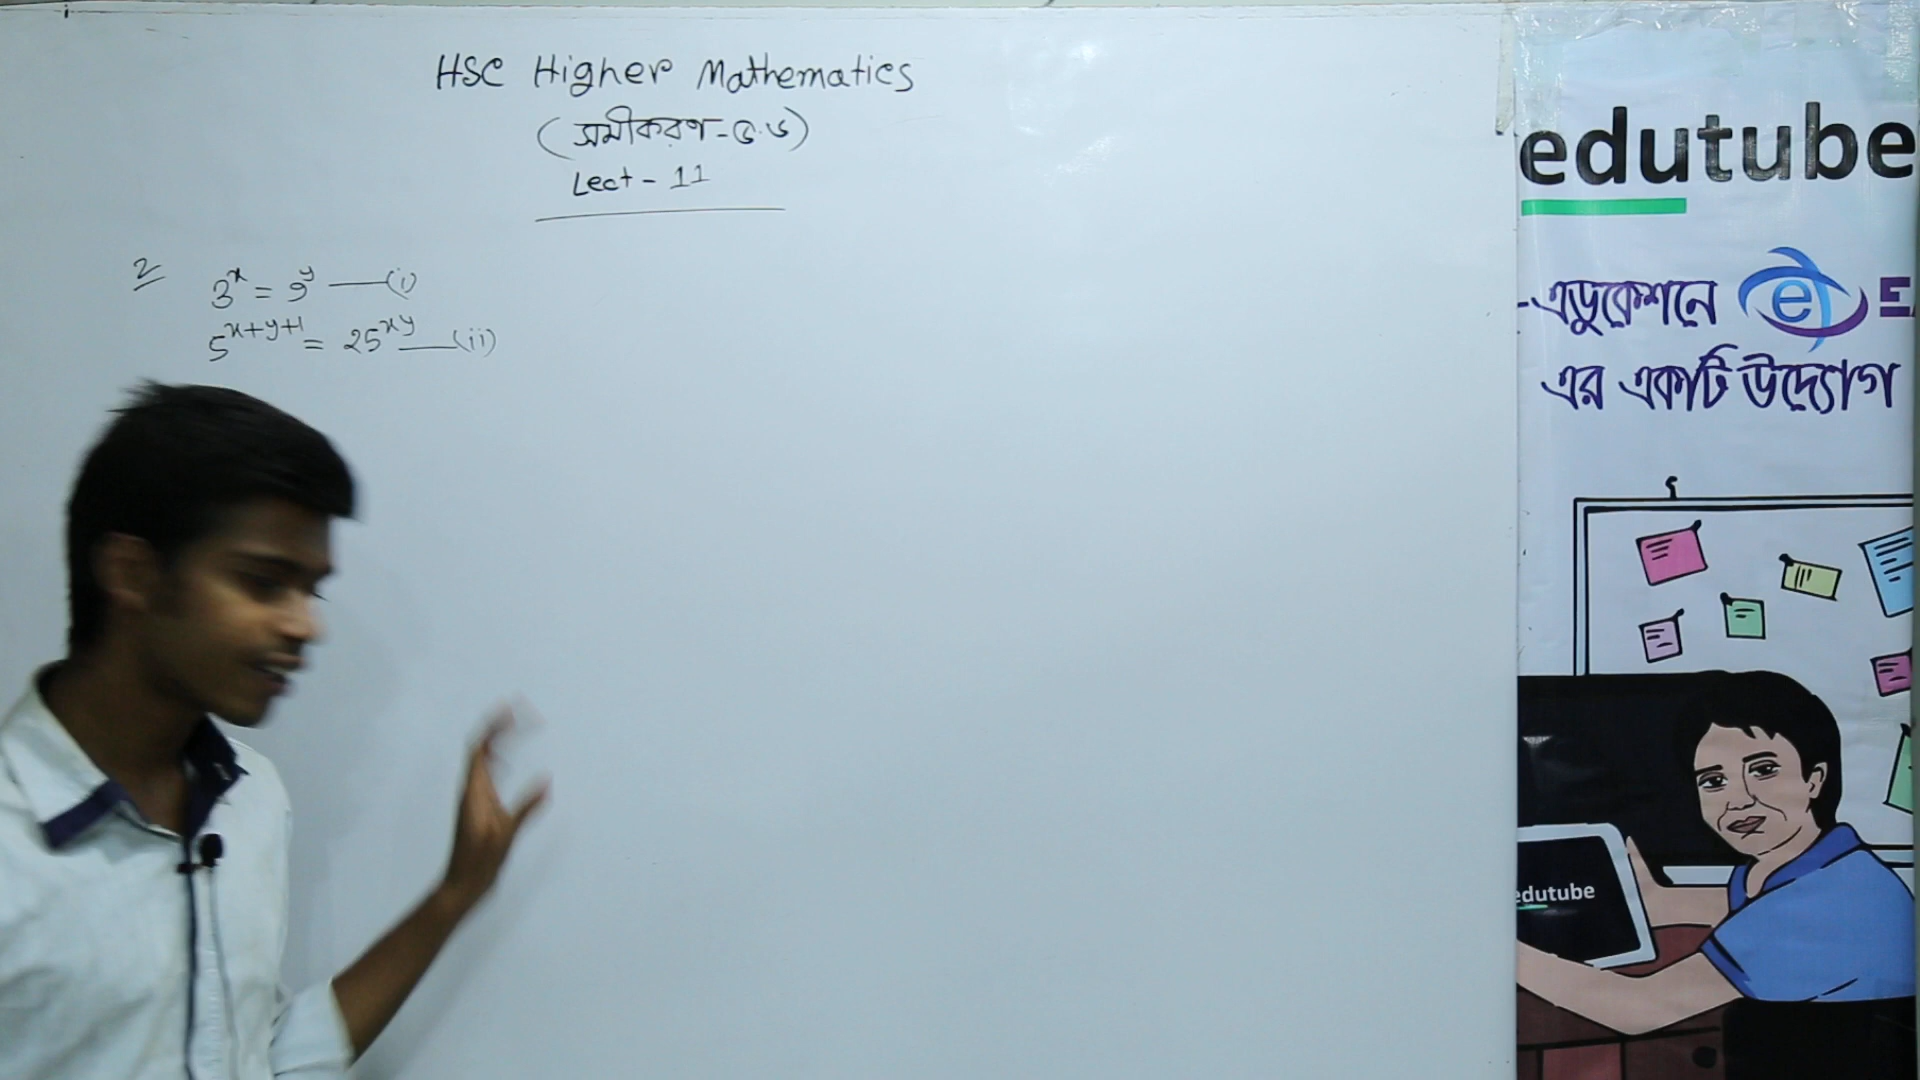 HSC Higher Mathematics
(সমীকরণ-৫.৬)
Lect - 11
2
3^x = 9^y —(i)
5^{x+y+1} = 25^{xy} —(ii)
edutube
-এডুকেশনে
এর একটি উদ্যোগ
edutube